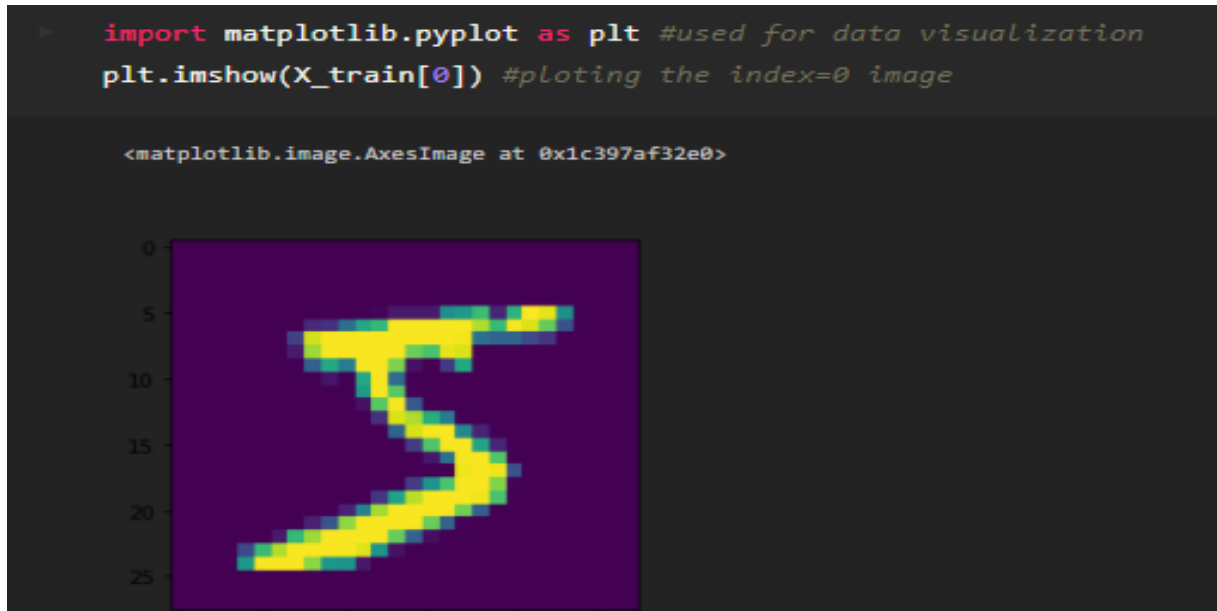 import matplotlib.pyplot as plt #used for data visualization
plt.imshow(X_train[0]) #ploting the index=0 image
<matplotlib.image.AxesImage at 0x1c397af32e0>
0
5
10
15
20
25
5